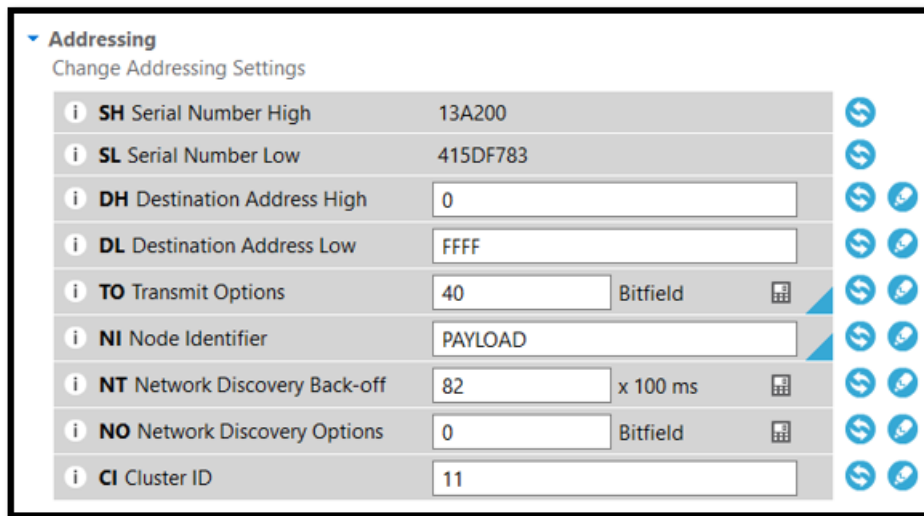 Addressing
Change Addressing Settings
i SH Serial Number High 13A200
i SL Serial Number Low 415DF783
i DH Destination Address High 0
i DL Destination Address Low FFFF
i TO Transmit Options 40 Bitfield
i NI Node Identifier PAYLOAD
i NT Network Discovery Back-off 82 x 100 ms
i NO Network Discovery Options 0 Bitfield
i CI Cluster ID 11